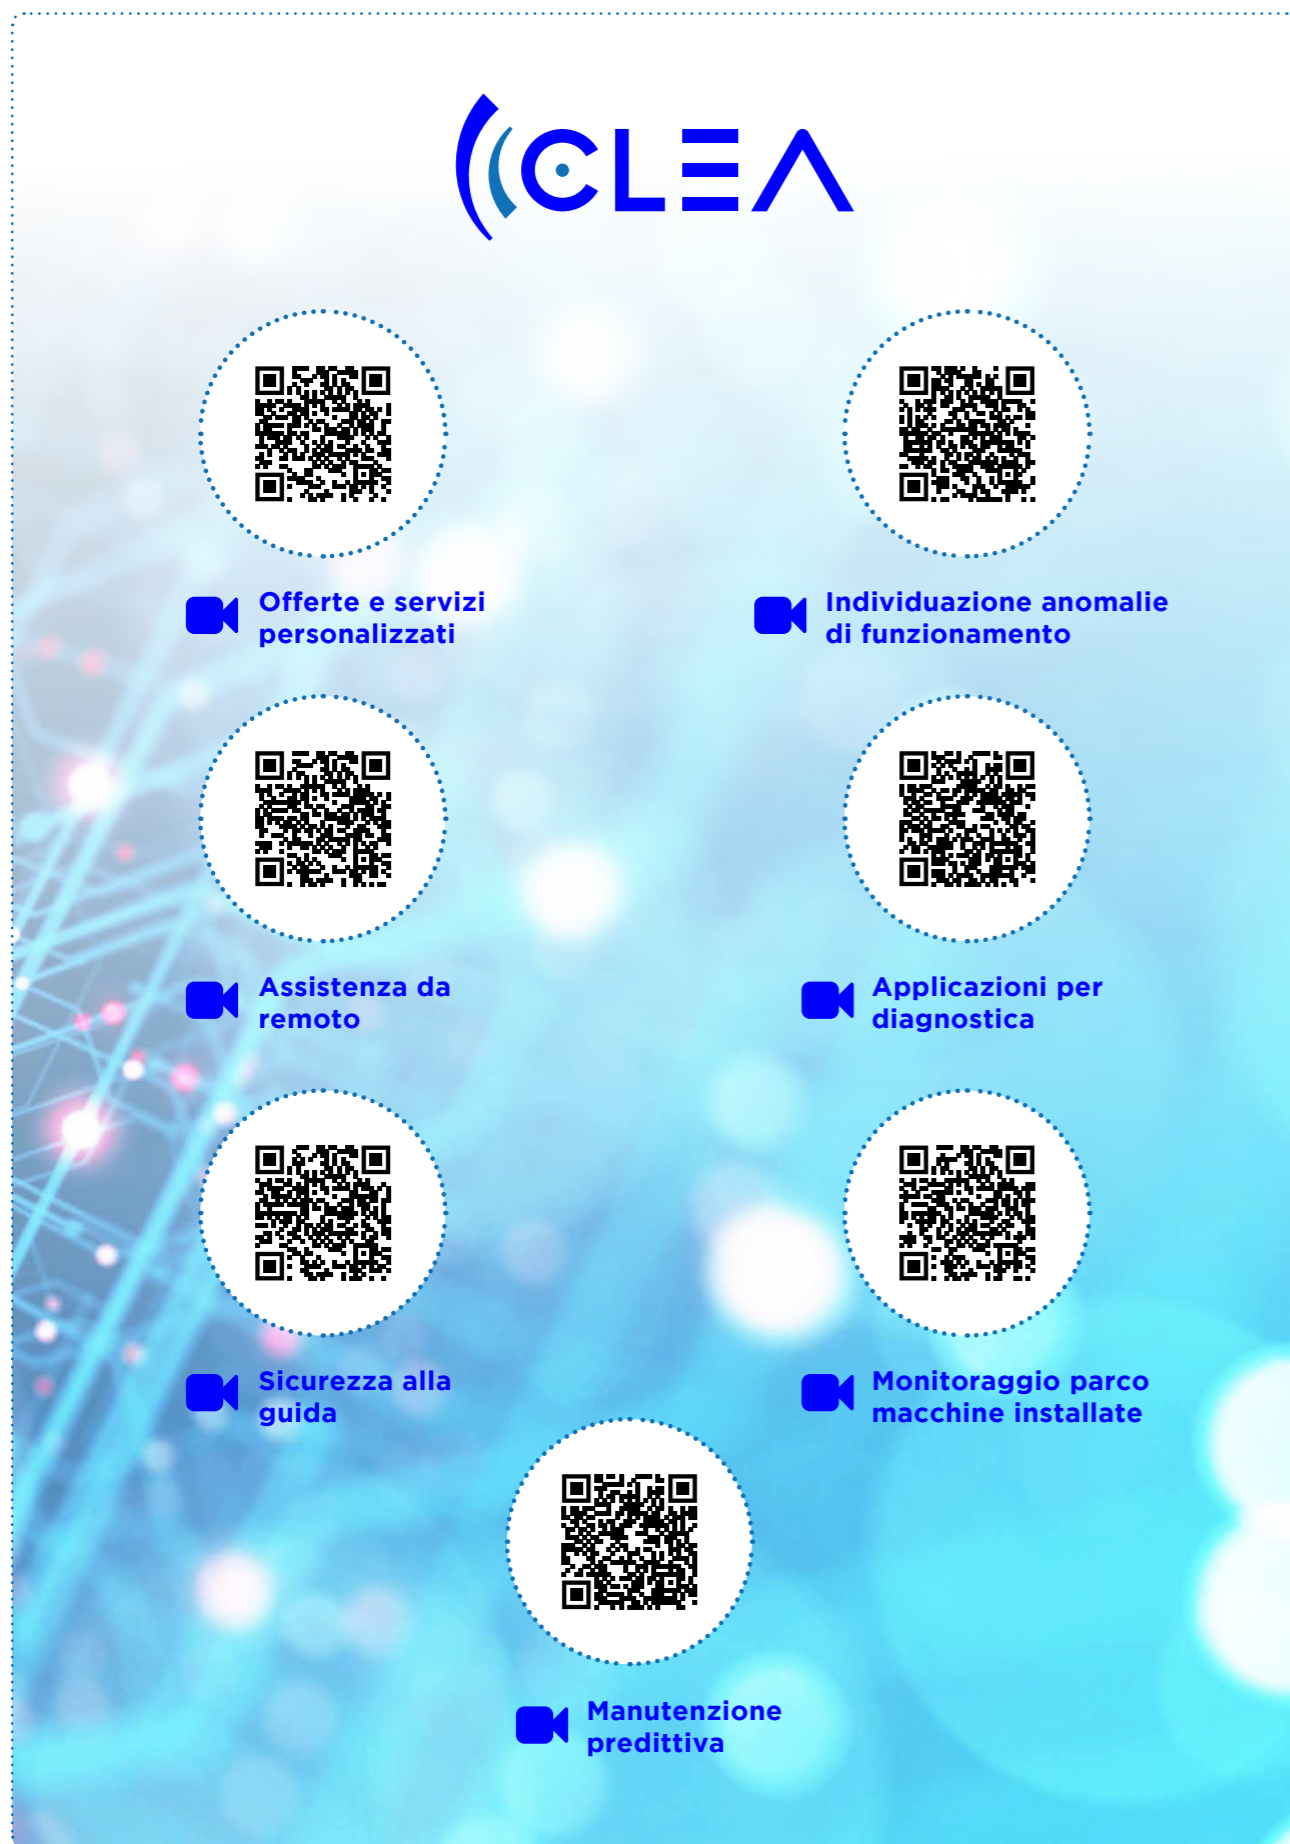 CLEA
Offerte e servizi
personalizzati
Individuazione anomalie
di funzionamento
Assistenza da
remoto
Applicazioni per
diagnostica
Sicurezza alla
guida
Monitoraggio parco
macchine installate
Manutenzione
predittiva